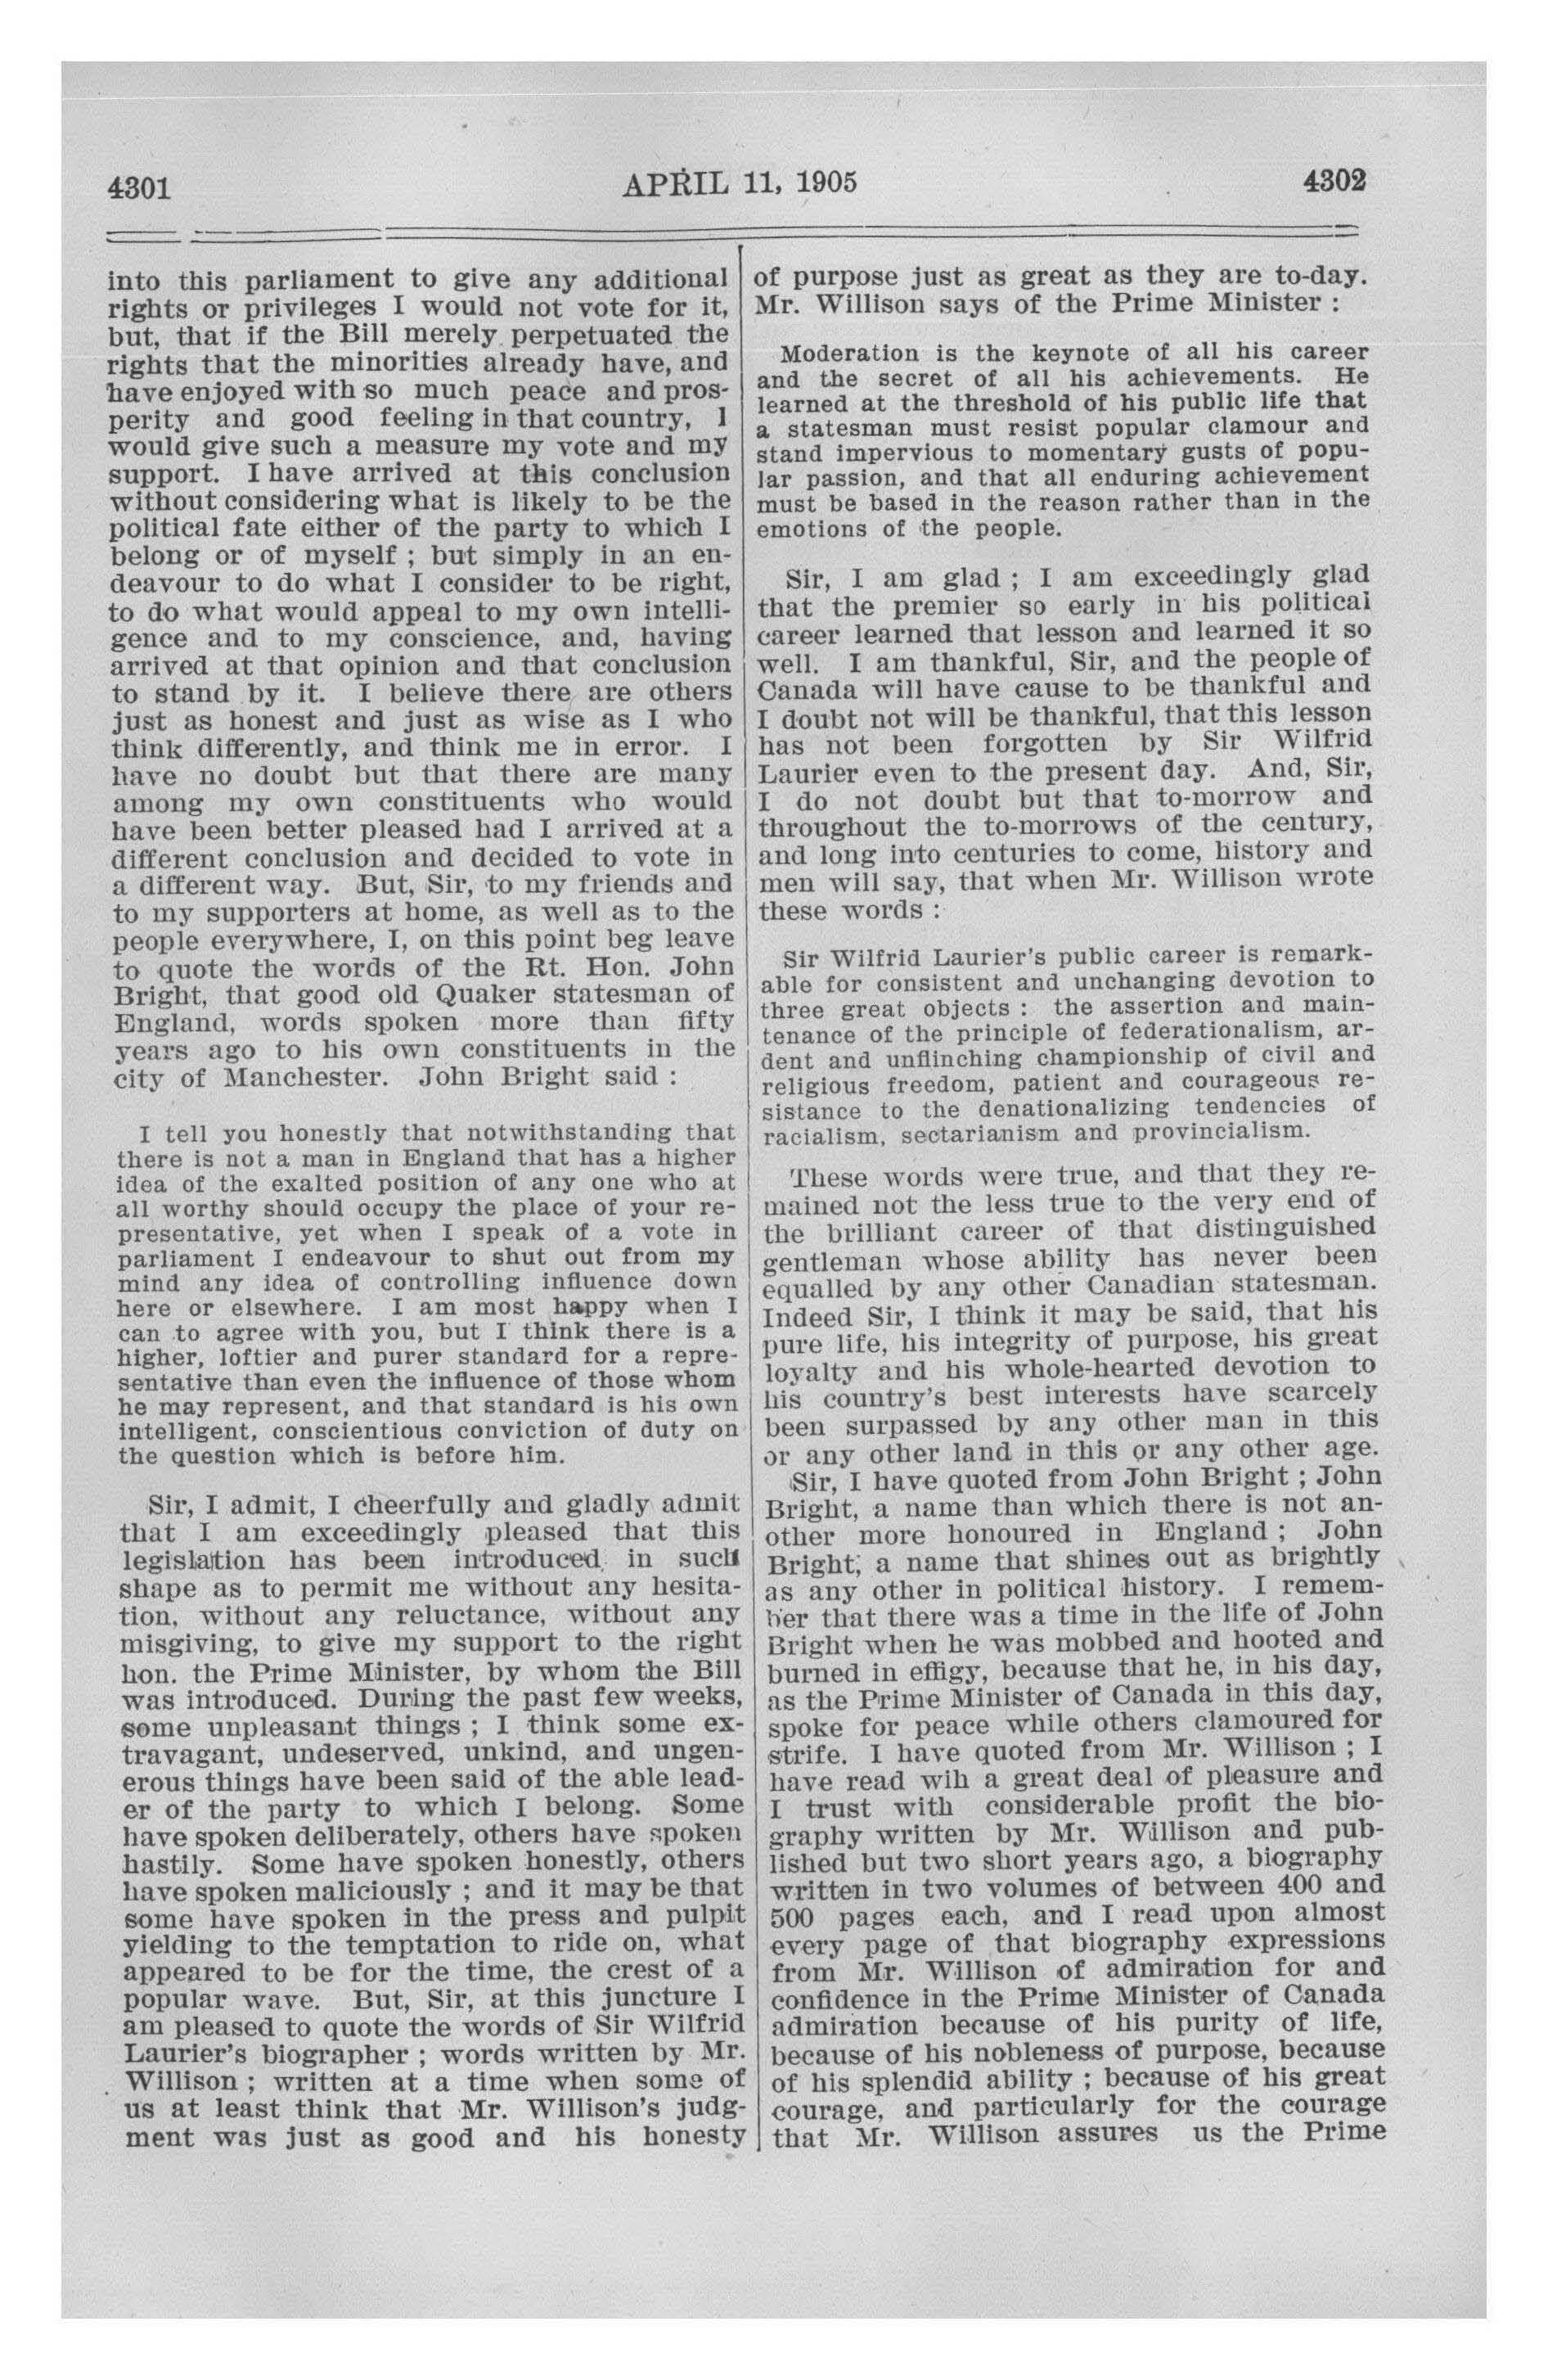 4301
APRIL 11, 1905
4302
into this parliament to give any additional
rights or privileges I would not vote for it,
but, that if the Bill merely perpetuated the
rights that the minorities already have, and
have enjoyed with so much peace and pros-
perity and good feeling in that country, I
would give such a measure my vote and my
support. I have arrived at this conclusion
without considering what is likely to be the
political fate either of the party to which I
belong or of myself ; but simply in an en-
deavour to do what I consider to be right,
to do what would appeal to my own intelli-
gence and to my conscience, and, having
arrived at that opinion and that conclusion
to stand by it. I believe there are others
just as honest and just as wise as I who
think differently, and think me in error. I
have no doubt but that there are many
among my own constituents who would
have been better pleased had I arrived at a
different conclusion and decided to vote in
a different way. But, Sir, to my friends and
to my supporters at home, as well as to the
people everywhere, I, on this point beg leave
to quote the words of the Rt. Hon. John
Bright, that good old Quaker statesman of
England, words spoken more than fifty
years ago to his own constituents in the
city of Manchester. John Bright said :
I tell you honestly that notwithstanding that
there is not a man in England that has a higher
idea of the exalted position of any one who at
all worthy should occupy the place of your re-
presentative, yet when I speak of a vote in
parliament I endeavour to shut out from my
mind any idea of controlling influence down
here or elsewhere. I am most happy when I
can to agree with you, but I think there is a
higher, loftier and purer standard for a repre-
sentative than even the influence of those whom
he may represent, and that standard is his own
intelligent, conscientious conviction of duty on
the question which is before him.
Sir, I admit, I cheerfully and gladly admit
that I am exceedingly pleased that this
legislation has been introduced in such
shape as to permit me without any hesita-
tion, without any reluctance, without any
misgiving, to give my support to the right
hon. the Prime Minister, by whom the Bill
was introduced. During the past few weeks,
some unpleasant things ; I think some ex-
travagant, undeserved, unkind, and ungen-
erous things have been said of the able lead-
er of the party to which I belong. Some
have spoken deliberately, others have spoken
hastily. Some have spoken honestly, others
have spoken maliciously ; and it may be that
some have spoken in the press and pulpit
yielding to the temptation to ride on, what
appeared to be for the time, the crest of a
popular wave. But, Sir, at this juncture I
am pleased to quote the words of Sir Wilfrid
Laurier's biographer ; words written by Mr.
Willison ; written at a time when some of
us at least think that Mr. Willison's judg-
ment was just as good and his honesty
of purpose just as great as they are to-day.
Mr. Willison says of the Prime Minister :
Moderation is the keynote of all his career
and the secret of all his achievements. He
learned at the threshold of his public life that
a statesman must resist popular clamour and
stand impervious to momentary gusts of popu-
lar passion, and that all enduring achievement
must be based in the reason rather than in the
emotions of the people.
Sir, I am glad ; I am exceedingly glad
that the premier so early in his political
career learned that lesson and learned it so
well. I am thankful, Sir, and the people of
Canada will have cause to be thankful and
I doubt not will be thankful, that this lesson
has not been forgotten by Sir Wilfrid
Laurier even to the present day. And, Sir,
I do not doubt but that to-morrow and
throughout the to-morrows of the century,
and long into centuries to come, history and
men will say, that when Mr. Willison wrote
these words :
Sir Wilfrid Laurier's public career is remark-
able for consistent and unchanging devotion to
three great objects : the assertion and main-
tenance of the principle of federationalism, ar-
dent and unflinching championship of civil and
religious freedom, patient and courageous re-
sistance to the denationalizing tendencies of
racialism, sectarianism and provincialism.
These words were true, and that they re-
mained not the less true to the very end of
the brilliant career of that distinguished
gentleman whose ability has never been
equalled by any other Canadian statesman.
Indeed Sir, I think it may be said, that his
pure life, his integrity of purpose, his great
loyalty and his whole-hearted devotion to
his country's best interests have scarcely
been surpassed by any other man in this
or any other land in this or any other age.
Sir, I have quoted from John Bright ; John
Bright, a name than which there is not an-
other more honoured in England ; John
Bright, a name that shines out as brightly
as any other in political history. I remem-
ber that there was a time in the life of John
Bright when he was mobbed and hooted and
burned in effigy, because that he, in his day,
as the Prime Minister of Canada in this day,
spoke for peace while others clamoured for
strife. I have quoted from Mr. Willison ; I
have read wih a great deal of pleasure and
I trust with considerable profit the bio-
graphy written by Mr. Willison and pub-
lished but two short years ago, a biography
written in two volumes of between 400 and
500 pages each, and I read upon almost
every page of that biography expressions
from Mr. Willison of admiration for and
confidence in the Prime Minister of Canada
admiration because of his purity of life,
because of his nobleness of purpose, because
of his splendid ability ; because of his great
courage, and particularly for the courage
that Mr. Willison assures us the Prime